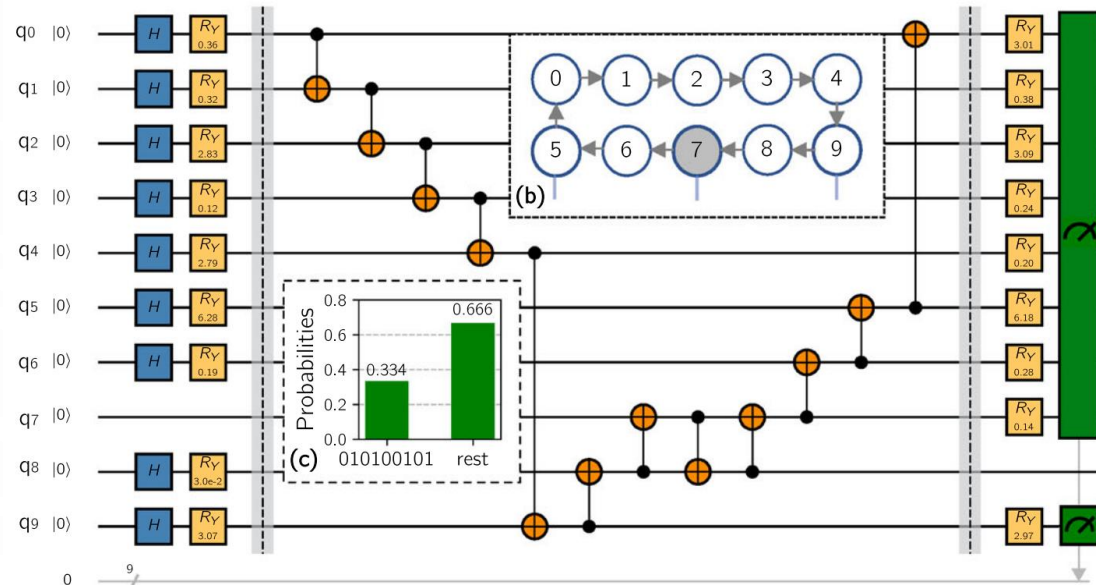 q0 |0⟩ H RY 0.36 RY 3.01
q1 |0⟩ H RY 0.32 RY 0.38
q2 |0⟩ H RY 2.83 RY 3.09
q3 |0⟩ H RY 0.12 RY 0.24
q4 |0⟩ H RY 2.79 RY 0.20
q5 |0⟩ H RY 6.28 RY 6.18
q6 |0⟩ H RY 0.19 RY 0.28
q7 |0⟩ RY 0.14
q8 |0⟩ H RY 3.0e-2
q9 |0⟩ H RY 3.07 RY 2.97
0 9
0 1 2 3 4
5 6 7 8 9
(b)
0.8
0.6
0.4
0.2
0.0
Probabilities
0.334
0.666
010100101 rest
(c)